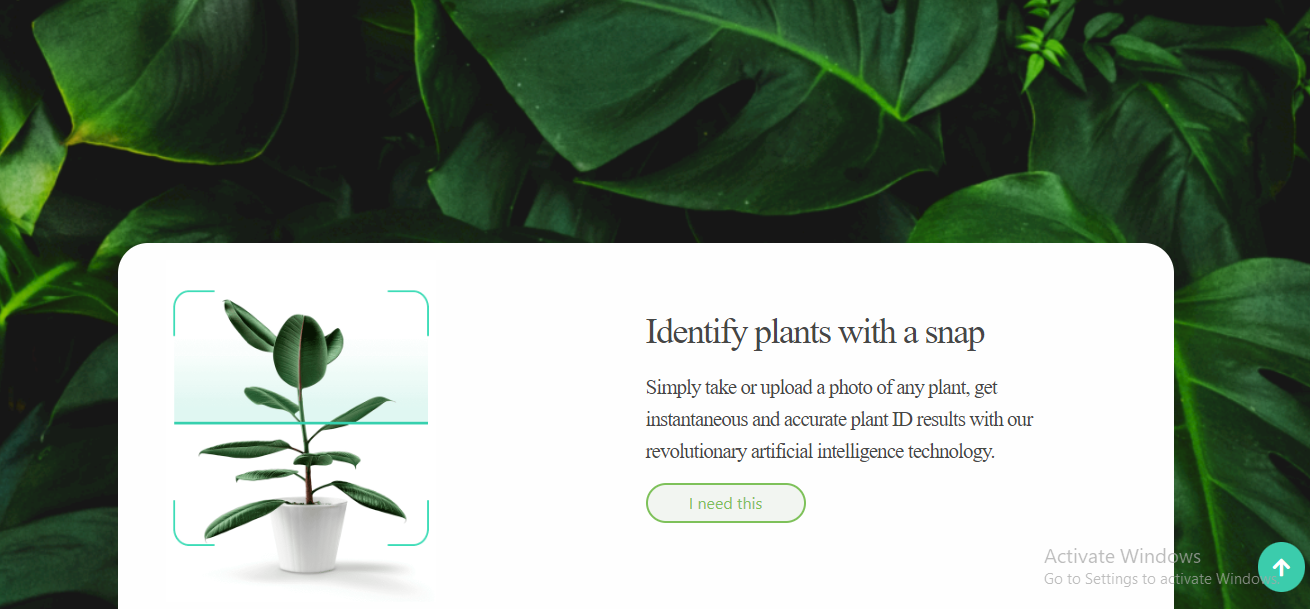 Identify plants with a snap
Simply take or upload a photo of any plant, get
instantaneous and accurate plant ID results with our
revolutionary artificial intelligence technology.
I need this
Activate Windows
Go to Settings to activate Windows.